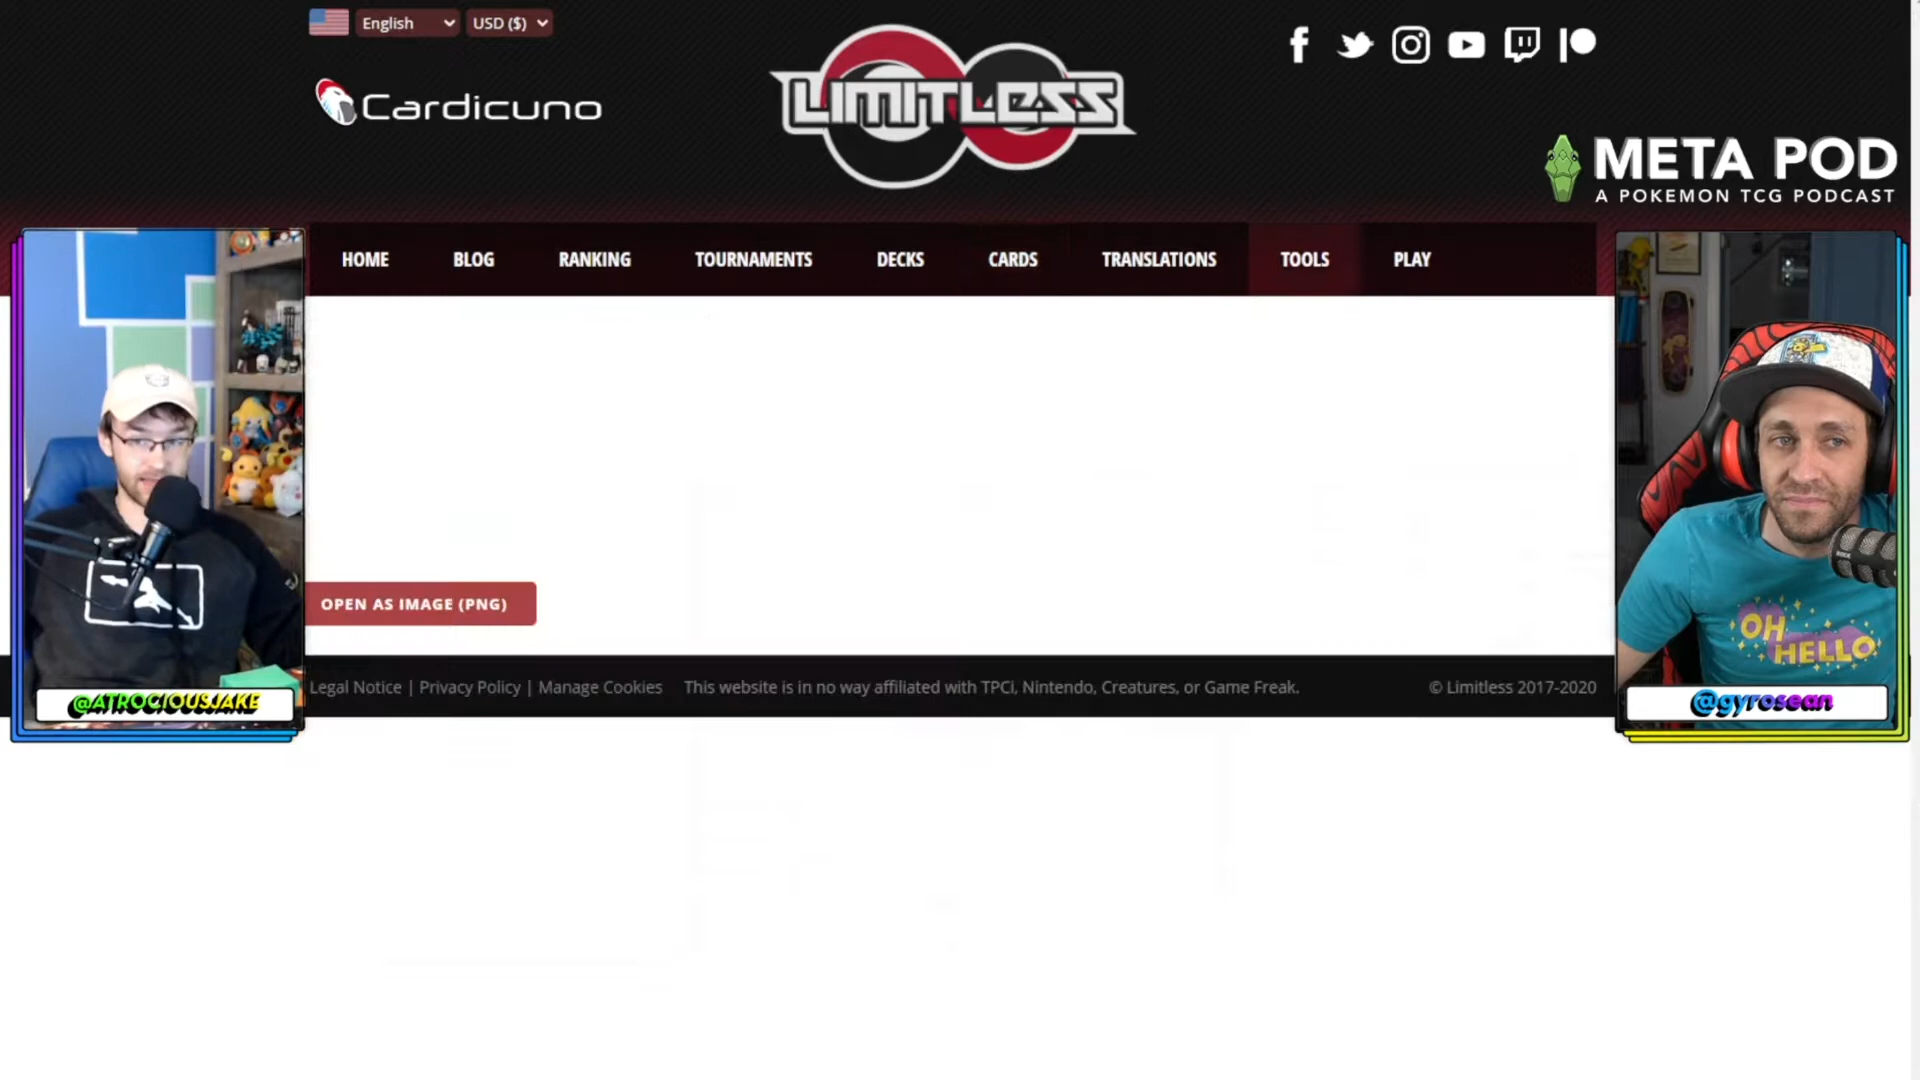 English
USD ($)
Cardicuno
LIMITLESS
META POD
A POKEMON TCG PODCAST
HOME BLOG RANKING TOURNAMENTS DECKS CARDS TRANSLATIONS TOOLS PLAY
OH
HELLO
OPEN AS IMAGE (PNG)
Legal Notice | Privacy Policy | Manage Cookies This website is in no way affiliated with TPCi, Nintendo, Creatures, or Game Freak. © Limitless 2017-2020
@ATROCIOUSJAKE
@gyrosean